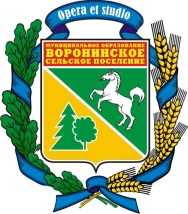 Opera et studio
МУНИЦИПАЛЬНОЕ ОБРАЗОВАНИЕ
ВОРОНИНСКОЕ
СЕЛЬСКОЕ ПОСЕЛЕНИЕ